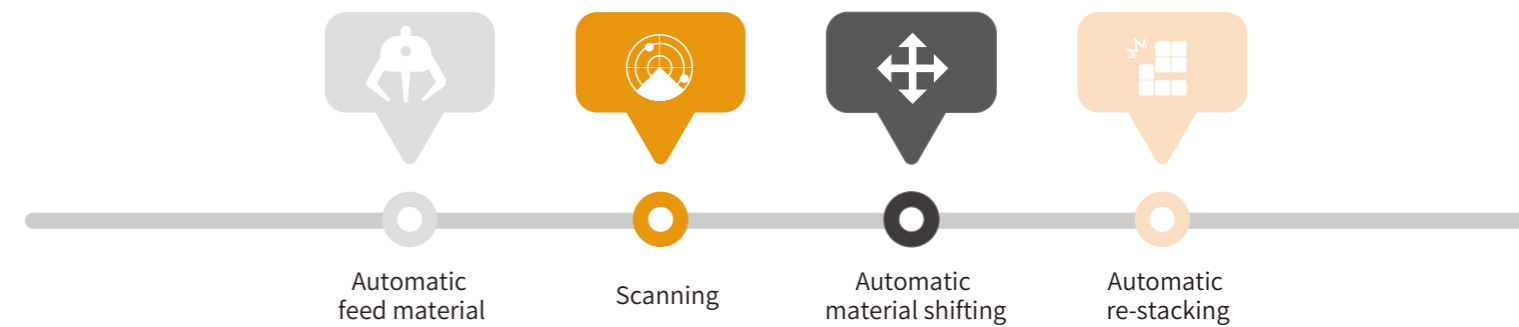 Automatic
feed material
Scanning
Automatic
material shifting
Automatic
re-stacking